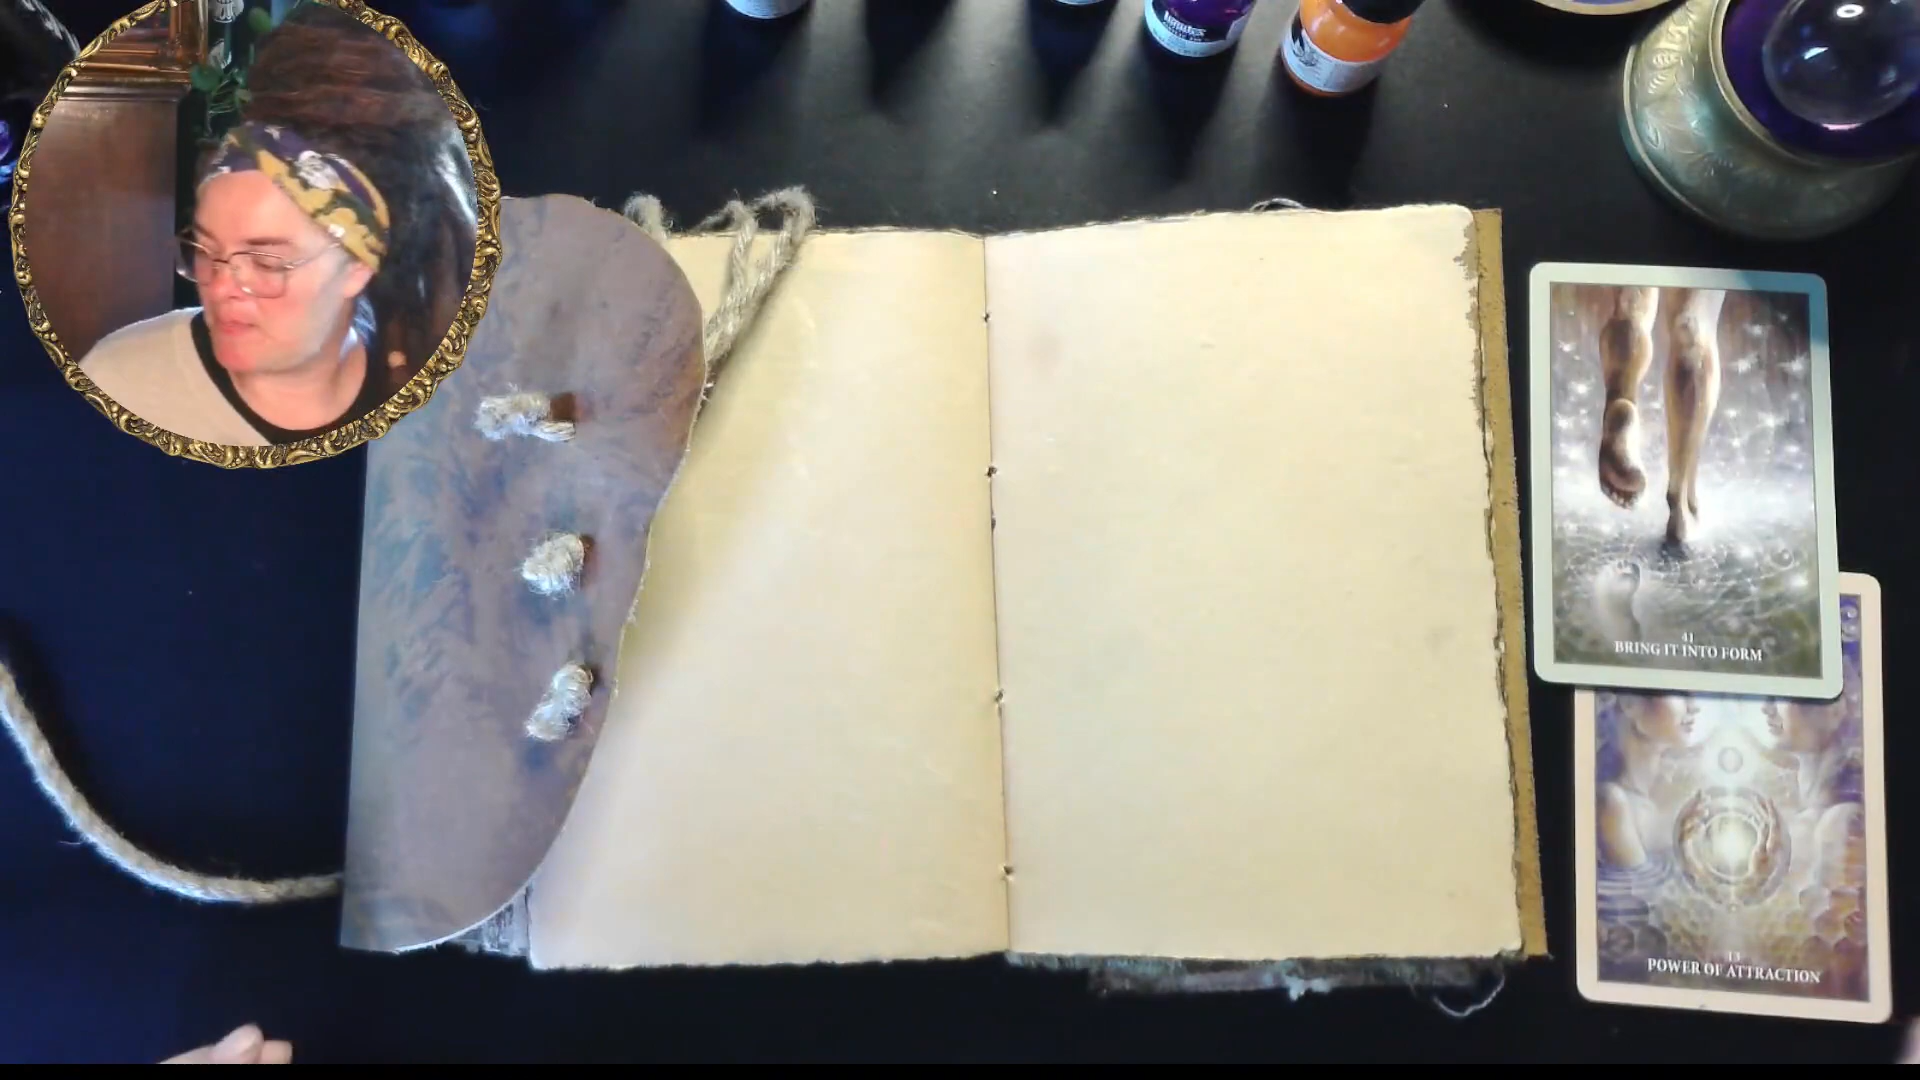 41
BRING IT INTO FORM
13
POWER OF ATTRACTION